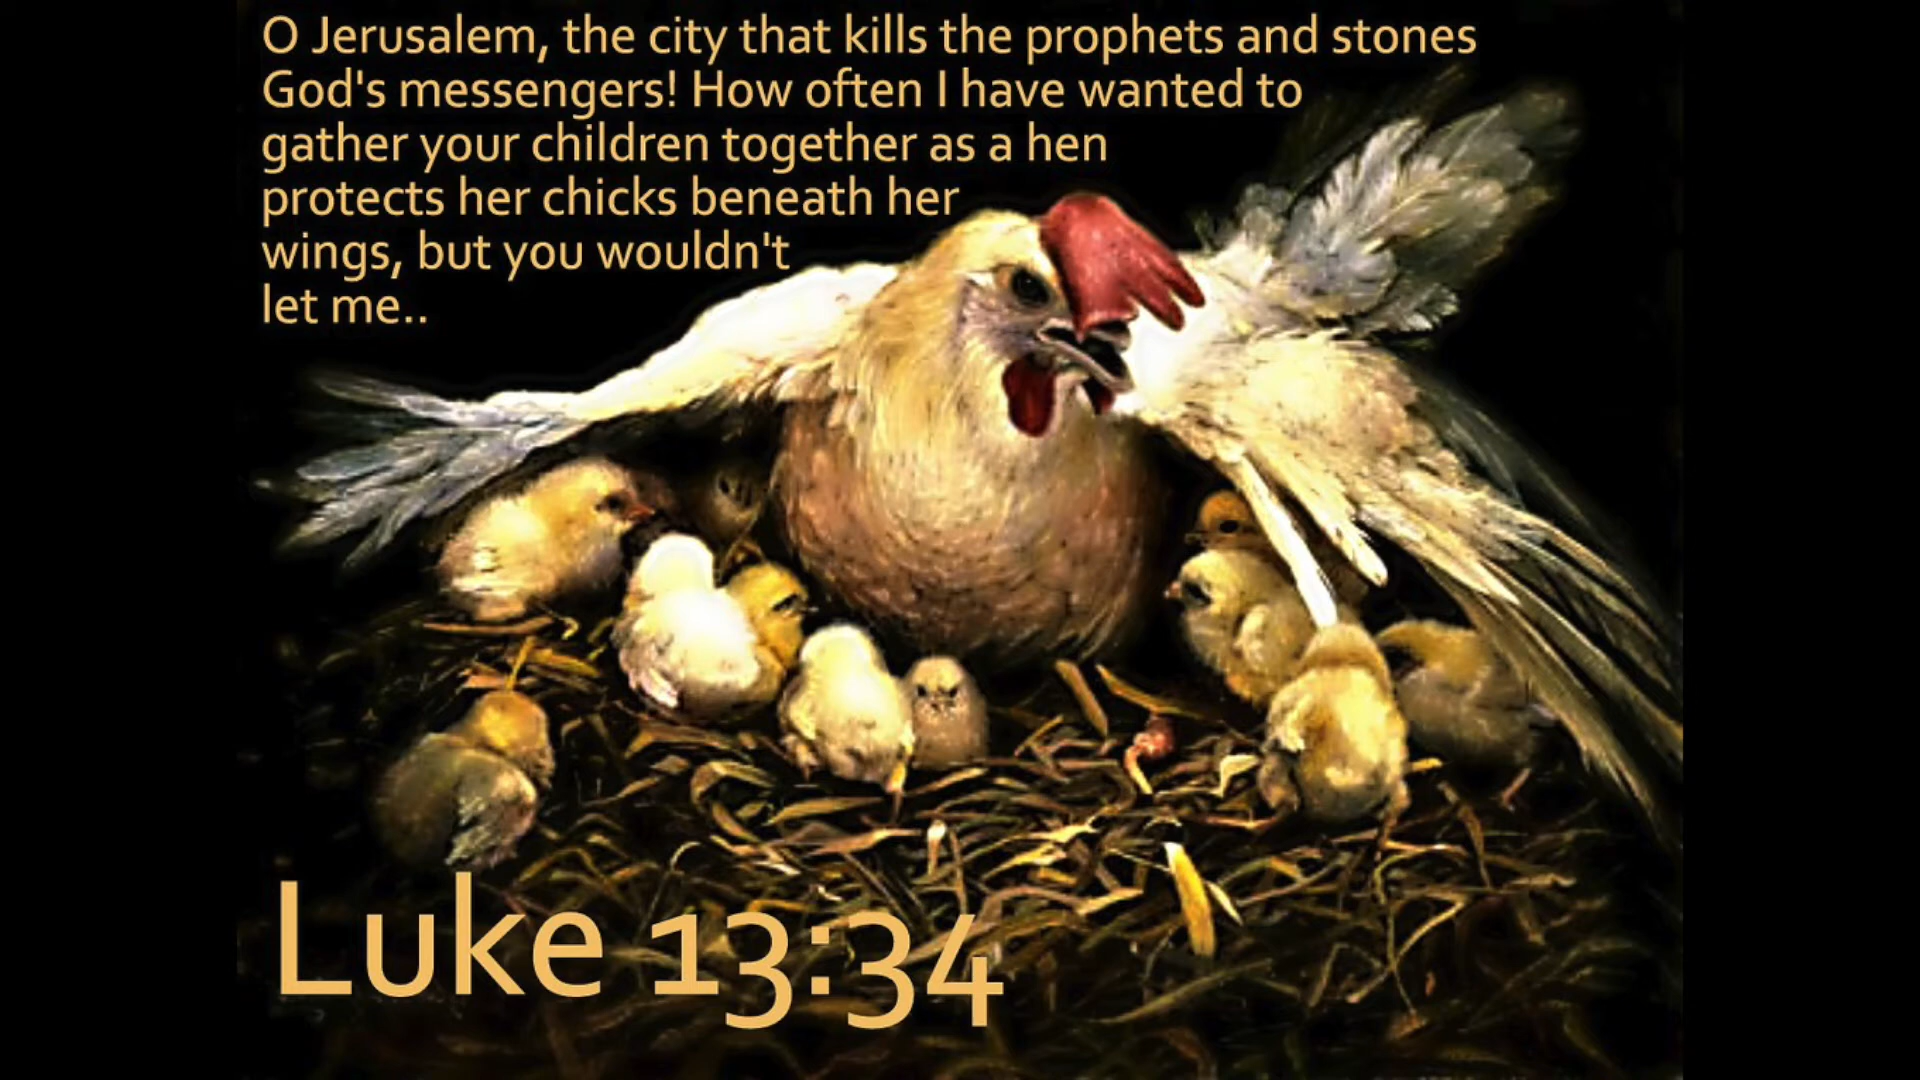 O Jerusalem, the city that kills the prophets and stones
God's messengers! How often I have wanted to
gather your children together as a hen
protects her chicks beneath her
wings, but you wouldn't
let me..
Luke 13:34